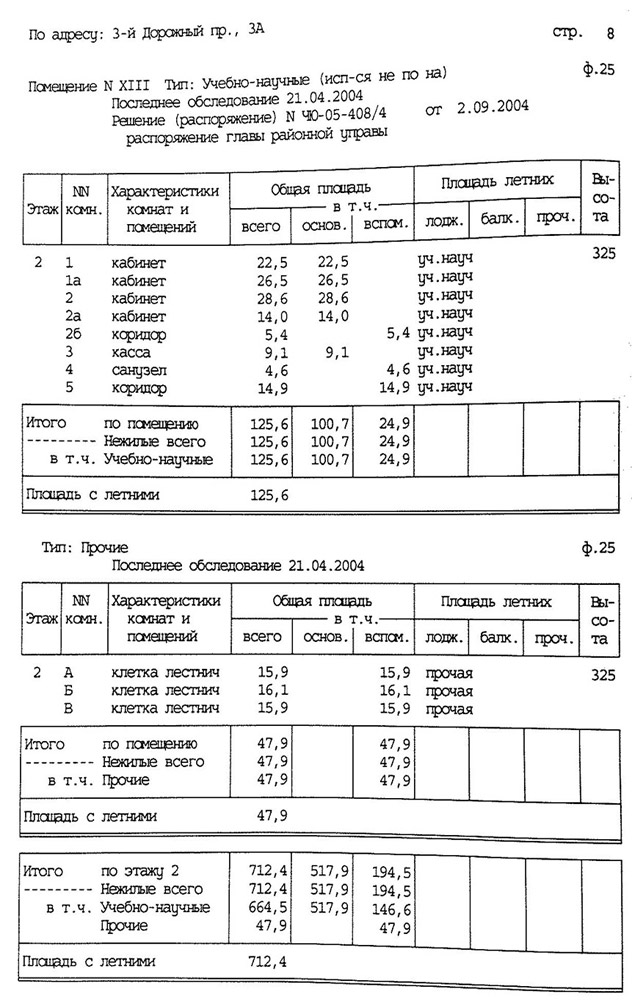 По адресу: 3-й Дорожный пр., 3А стр. 8
ф.25
Помещение N XIII Тип: Учебно-научные (исп-ся не по на)
Последнее обследование 21.04.2004
Решение (распоряжение) N ЧЮ-05-408/4 от 2.09.2004
распоряжение главы районной управы
Этаж NN комн. Характеристики комнат и помещений Общая площадь всего в т.ч. основ. вспом. Площадь летних лодж. балк. проч. Вы-со-та
2 1 кабинет 22,5 22,5 уч.науч 325
1а кабинет 26,5 26,5 уч.науч
2 кабинет 28,6 28,6 уч.науч
2а кабинет 14,0 14,0 уч.науч
2б коридор 5,4 5,4 уч.науч
3 касса 9,1 9,1 уч.науч
4 санузел 4,6 4,6 уч.науч
5 коридор 14,9 14,9 уч.науч
Итого по помещению 125,6 100,7 24,9
--------- Нежилые всего 125,6 100,7 24,9
в т.ч. Учебно-научные 125,6 100,7 24,9
Площадь с летними 125,6
Тип: Прочие ф.25
Последнее обследование 21.04.2004
Этаж NN комн. Характеристики комнат и помещений Общая площадь всего в т.ч. основ. вспом. Площадь летних лодж. балк. проч. Вы-со-та
2 А клетка лестнич 15,9 15,9 прочая 325
Б клетка лестнич 16,1 16,1 прочая
В клетка лестнич 15,9 15,9 прочая
Итого по помещению 47,9 47,9
--------- Нежилые всего 47,9 47,9
в т.ч. Прочие 47,9 47,9
Площадь с летними 47,9
Итого по этажу 2 712,4 517,9 194,5
--------- Нежилые всего 712,4 517,9 194,5
в т.ч. Учебно-научные 664,5 517,9 146,6
Прочие 47,9 47,9
Площадь с летними 712,4